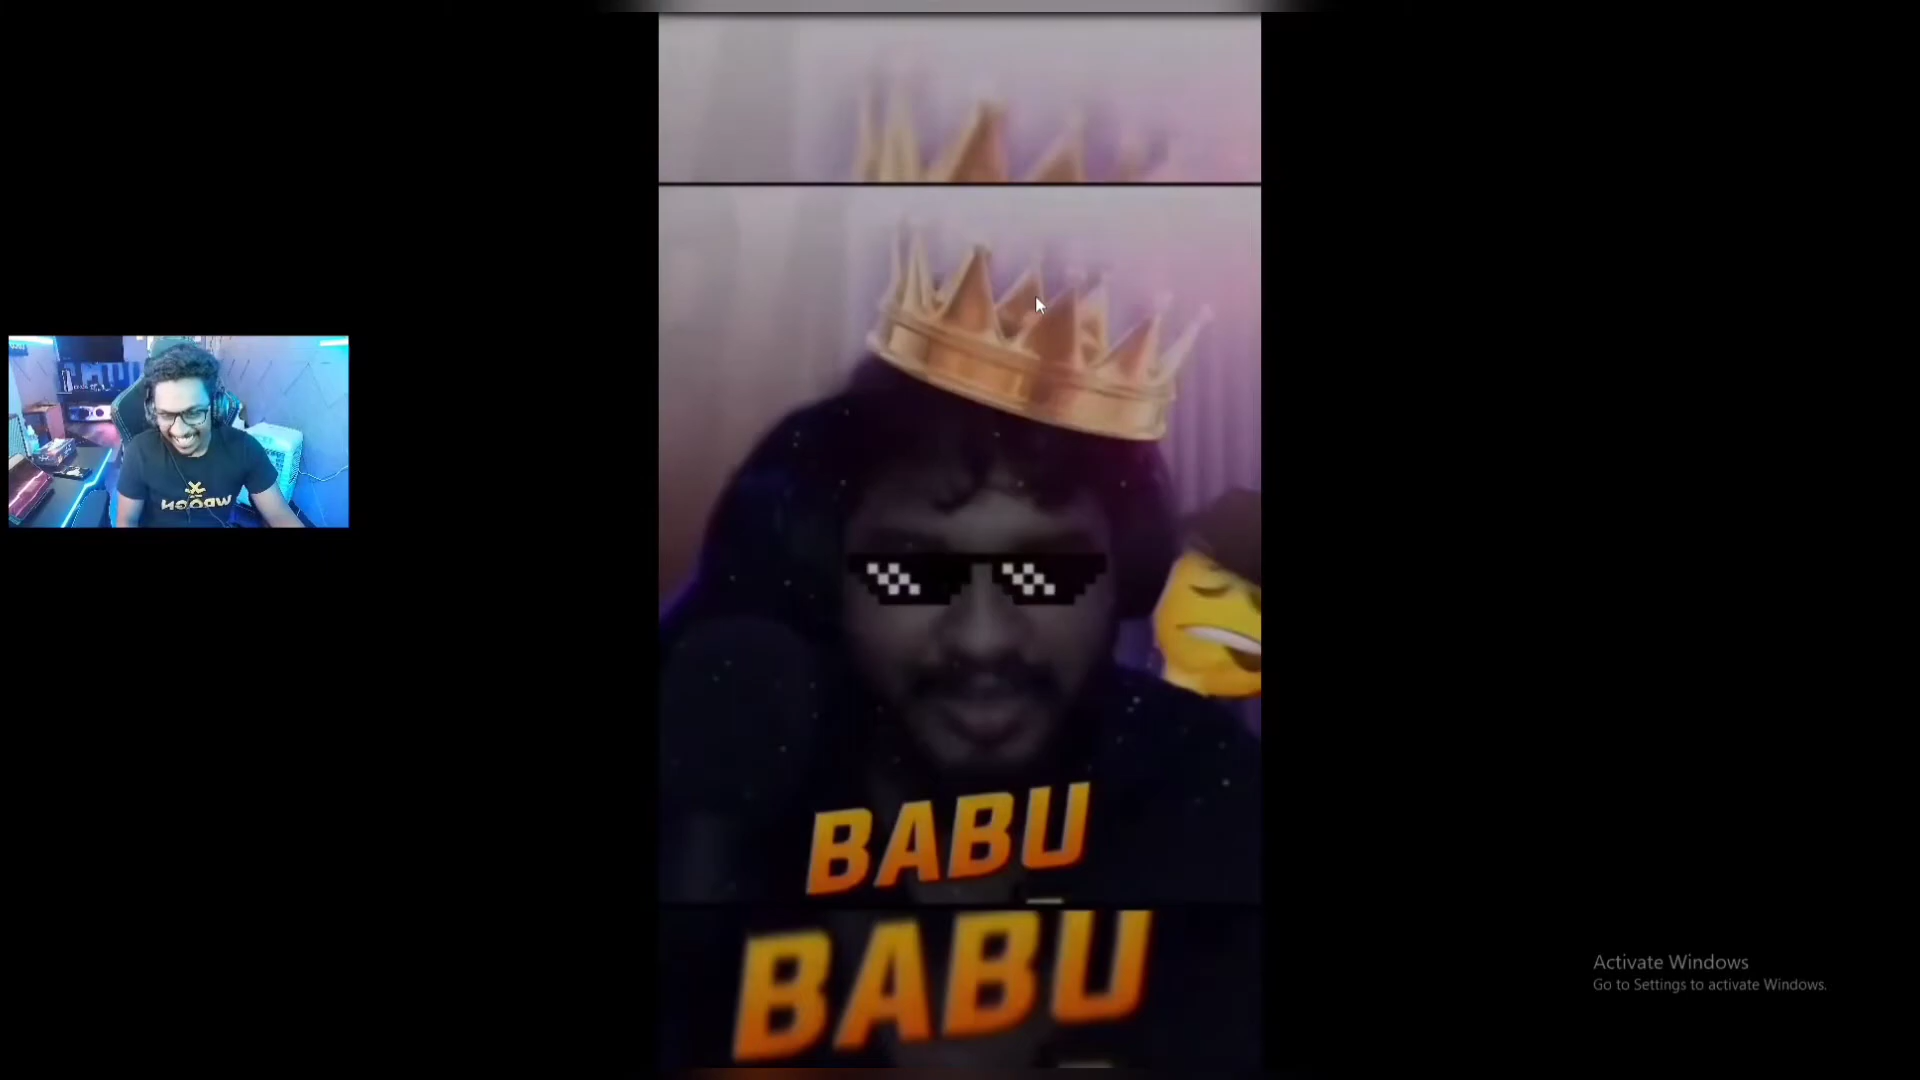 BABU
BABU
Activate Windows
Go to Settings to activate Windows.